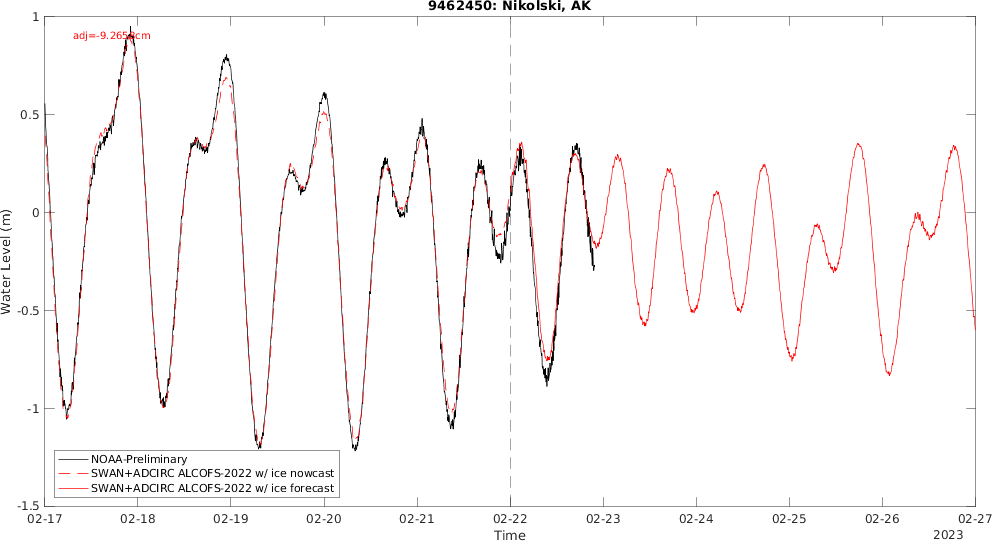 9462450: Nikolski, AK
1
adj=-9.2658cm
0.5
0
-0.5
-1
-1.5
Water Level (m)
NOAA-Preliminary
SWAN+ADCIRC ALCOFS-2022 w/ ice nowcast
SWAN+ADCIRC ALCOFS-2022 w/ ice forecast
02-17 02-18 02-19 02-20 02-21 02-22 02-23 02-24 02-25 02-26 02-27
Time
2023